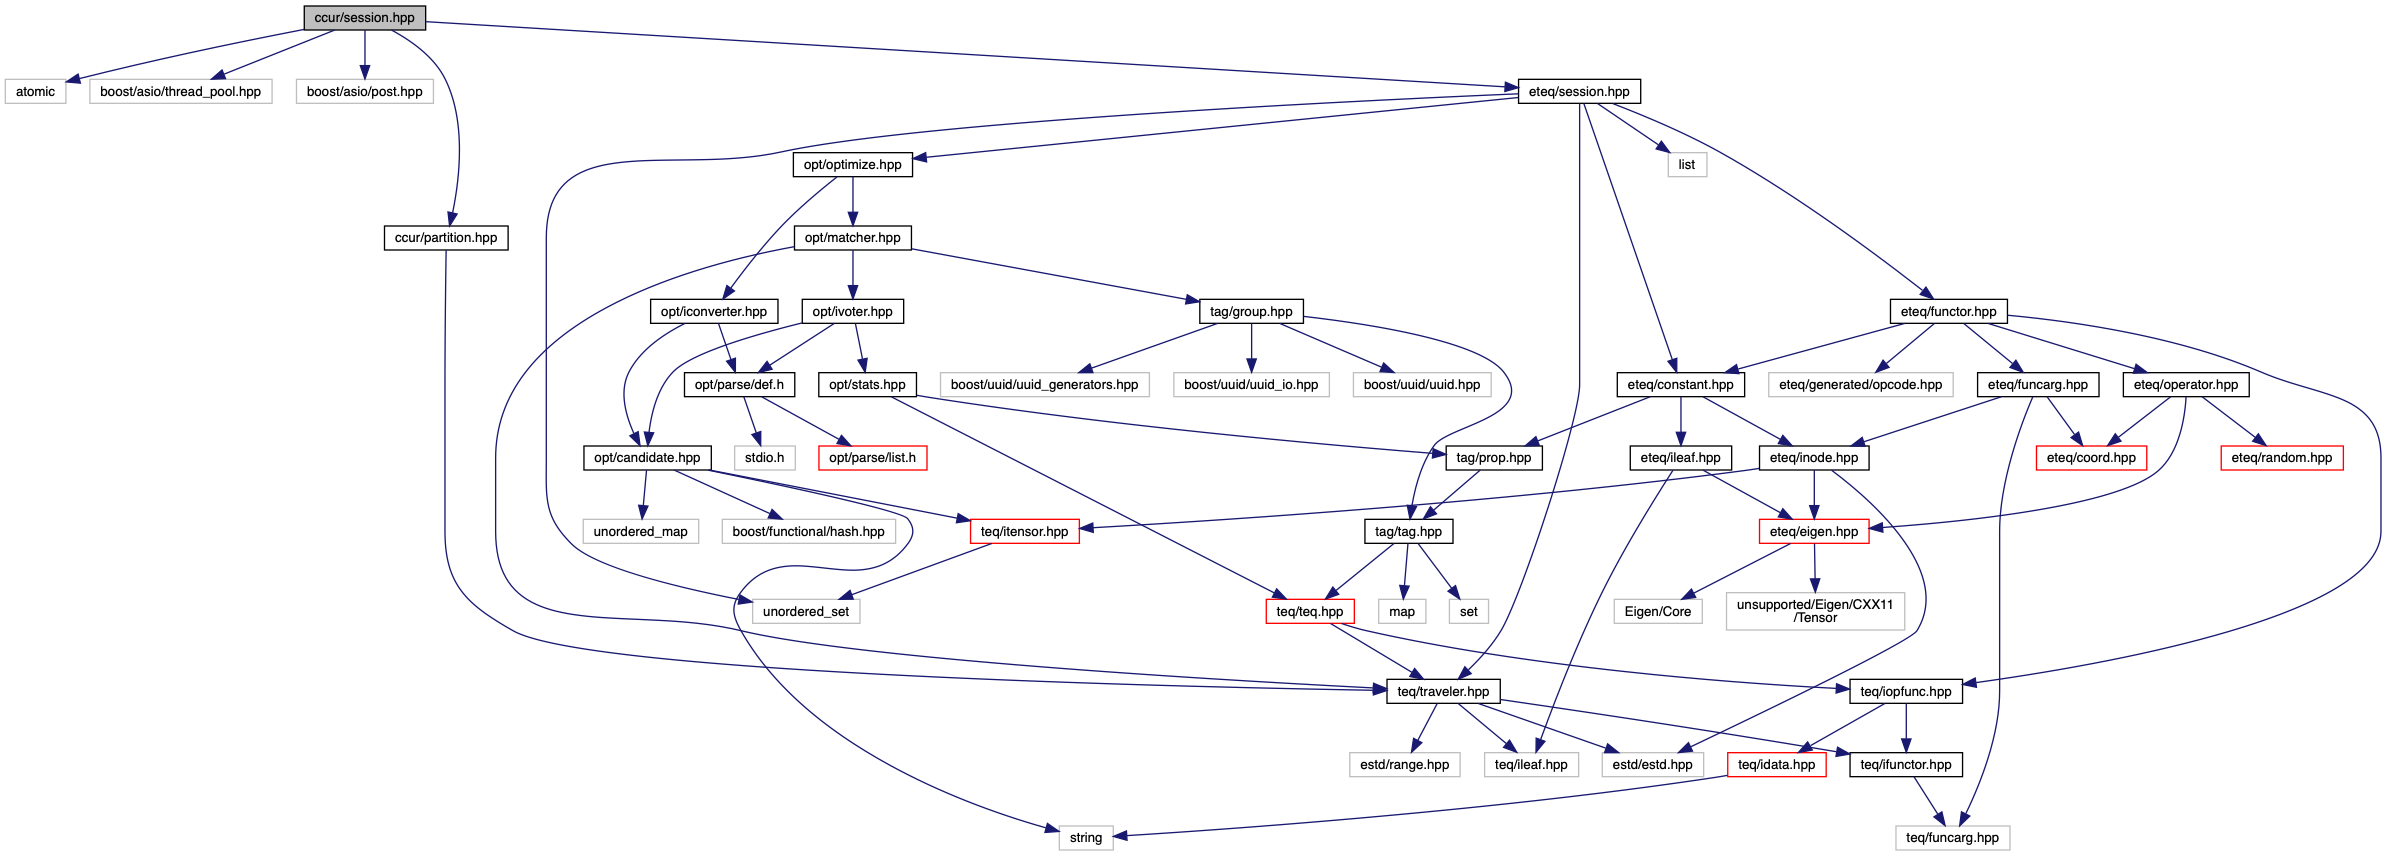 ccur/session.hpp
atomic
boost/asio/thread_pool.hpp
boost/asio/post.hpp
eteq/session.hpp
opt/optimize.hpp
list
ccur/partition.hpp
opt/matcher.hpp
opt/iconverter.hpp
opt/ivoter.hpp
tag/group.hpp
eteq/functor.hpp
opt/parse/def.h
opt/stats.hpp
boost/uuid/uuid_generators.hpp
boost/uuid/uuid_io.hpp
boost/uuid/uuid.hpp
eteq/constant.hpp
eteq/generated/opcode.hpp
eteq/funcarg.hpp
eteq/operator.hpp
opt/candidate.hpp
stdio.h
opt/parse/list.h
tag/prop.hpp
eteq/ileaf.hpp
eteq/inode.hpp
eteq/coord.hpp
eteq/random.hpp
unordered_map
boost/functional/hash.hpp
teq/itensor.hpp
tag/tag.hpp
eteq/eigen.hpp
unordered_set
teq/teq.hpp
map
set
Eigen/Core
unsupported/Eigen/CXX11
/Tensor
teq/traveler.hpp
teq/iopfunc.hpp
estd/range.hpp
teq/ileaf.hpp
estd/estd.hpp
teq/idata.hpp
teq/ifunctor.hpp
string
teq/funcarg.hpp